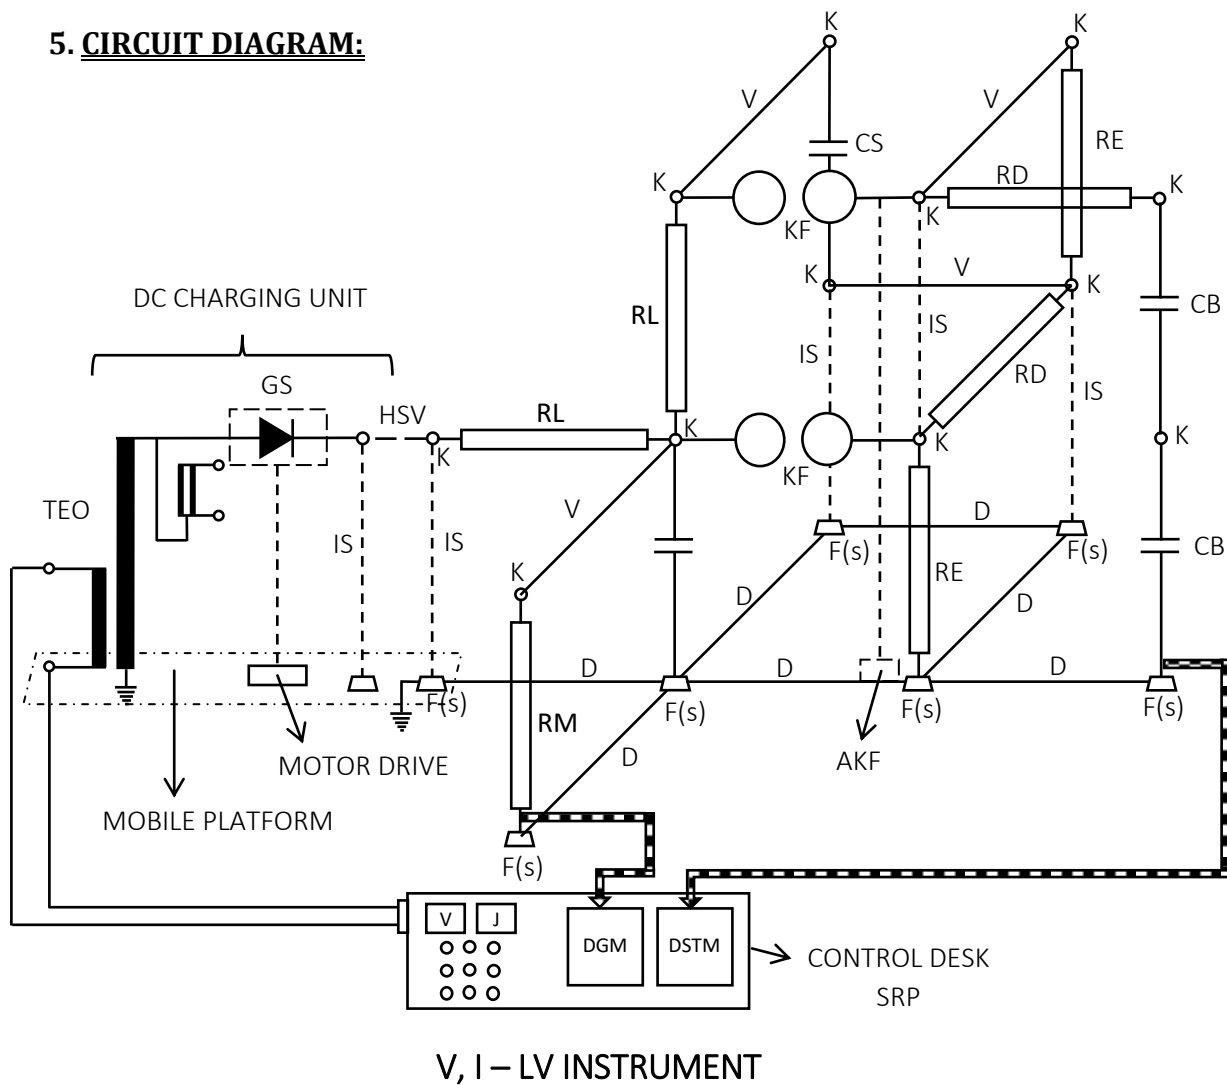 5. CIRCUIT DIAGRAM:
K
K
V
V
CS
RE
RD
K
K
K
KF
K
V
K
DC CHARGING UNIT
RL
IS
CB
GS
IS
RD
IS
HSV
RL
K
K
K
K
KF
TEO
V
D
IS
IS
F(s)
F(s)
CB
K
RE
D
D
D
D
D
F(s)
RM
F(s)
F(s)
F(s)
D
MOTOR DRIVE
AKF
MOBILE PLATFORM
F(s)
V
J
DGM
DSTM
CONTROL DESK
SRP
V, I – LV INSTRUMENT